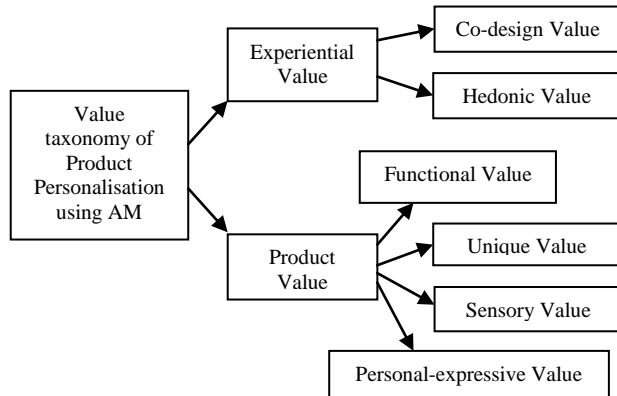 Value
taxonomy of
Product
Personalisation
using AM
Experiential
Value
Co-design Value
Hedonic Value
Product
Value
Functional Value
Unique Value
Sensory Value
Personal-expressive Value